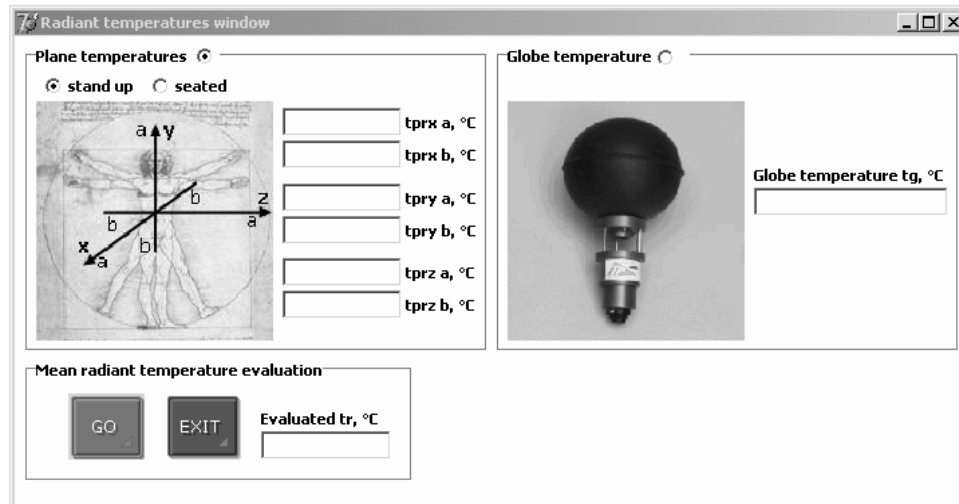 Radiant temperatures window
Plane temperatures
stand up seated
a y
b
z
b a
x
a
b
tprx a, °C
tprx b, °C
tpry a, °C
tpry b, °C
tprz a, °C
tprz b, °C
Globe temperature
Globe temperature tg, °C
Mean radiant temperature evaluation
GO
EXIT
Evaluated tr, °C